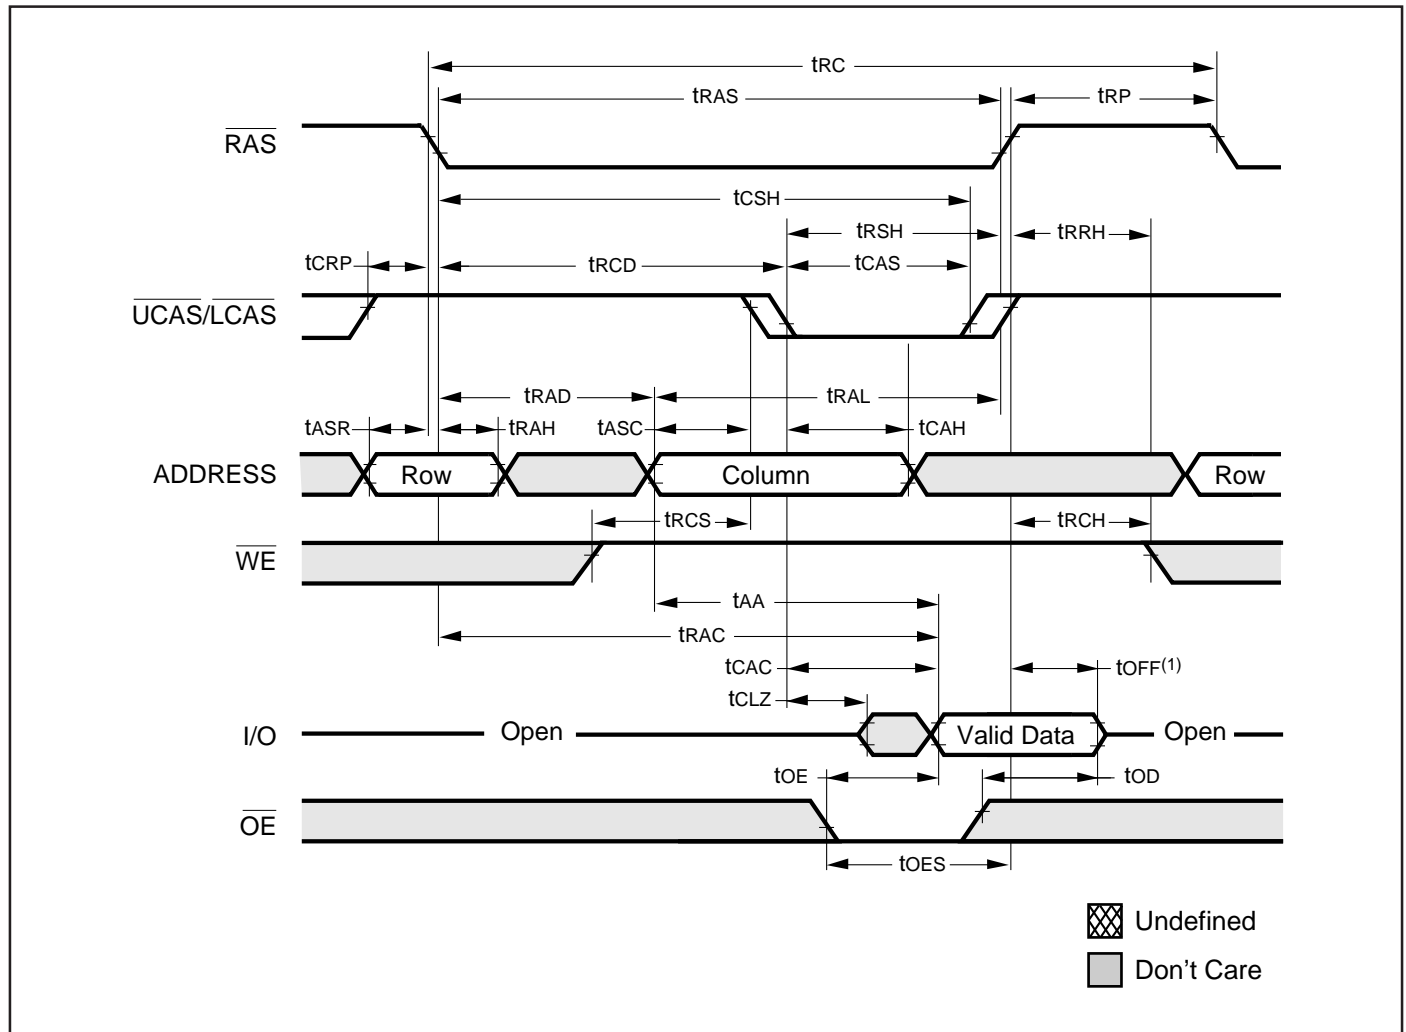 tRC
tRAS
tRP
RAS
tCSH
tRSH
tRRH
tCRP
tRCD
tCAS
UCAS/LCAS
tRAD
tRAL
tASR
tRAH
tASC
tCAH
ADDRESS
Row
Column
Row
tRCS
tRCH
WE
tAA
tRAC
tCAC
tOFF(1)
tCLZ
I/O
Open
Valid Data
Open
tOE
tOD
OE
tOES
Undefined
Don't Care